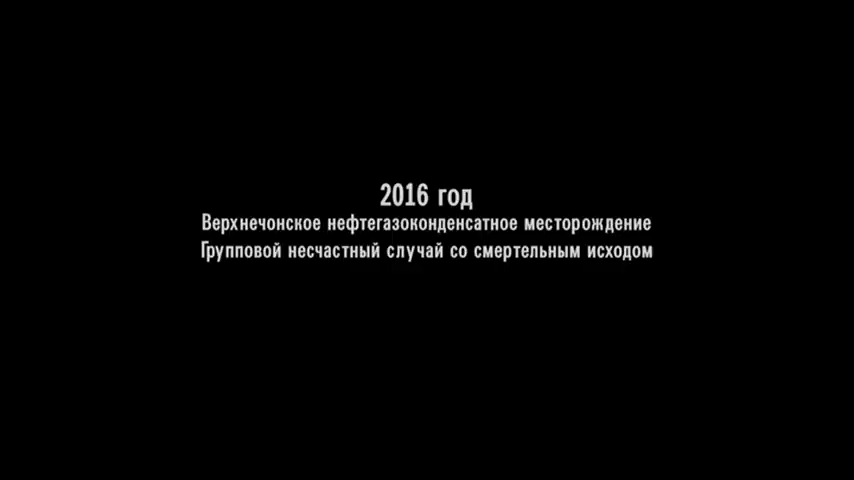 2016 год
Верхнечонское нефтегазоконденсатное месторождение
Групповой несчастный случай со смертельным исходом